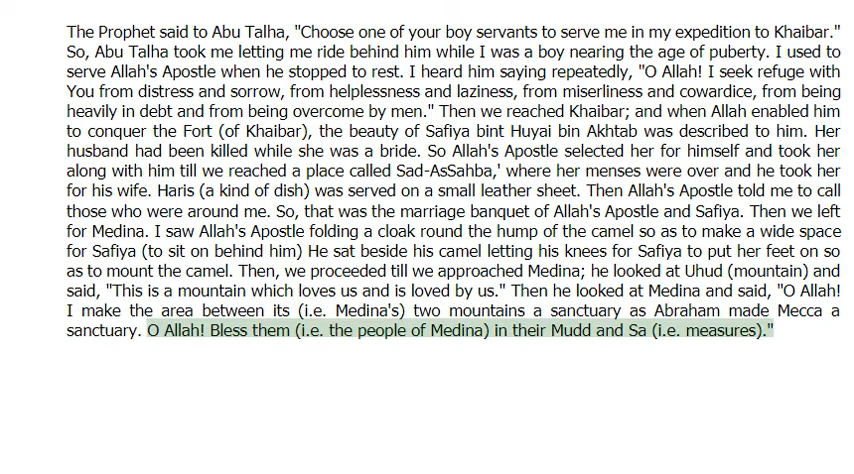 The Prophet said to Abu Talha, "Choose one of your boy servants to serve me in my expedition to Khaibar."
So, Abu Talha took me letting me ride behind him while I was a boy nearing the age of puberty. I used to
serve Allah's Apostle when he stopped to rest. I heard him saying repeatedly, "O Allah! I seek refuge with
You from distress and sorrow, from helplessness and laziness, from miserliness and cowardice, from being
heavily in debt and from being overcome by men." Then we reached Khaibar; and when Allah enabled him
to conquer the Fort (of Khaibar), the beauty of Safiya bint Huyai bin Akhtab was described to him. Her
husband had been killed while she was a bride. So Allah's Apostle selected her for himself and took her
along with him till we reached a place called Sad-AsSahba,' where her menses were over and he took her
for his wife. Haris (a kind of dish) was served on a small leather sheet. Then Allah's Apostle told me to call
those who were around me. So, that was the marriage banquet of Allah's Apostle and Safiya. Then we left
for Medina. I saw Allah's Apostle folding a cloak round the hump of the camel so as to make a wide space
for Safiya (to sit on behind him) He sat beside his camel letting his knees for Safiya to put her feet on so
as to mount the camel. Then, we proceeded till we approached Medina; he looked at Uhud (mountain) and
said, "This is a mountain which loves us and is loved by us." Then he looked at Medina and said, "O Allah!
I make the area between its (i.e. Medina's) two mountains a sanctuary as Abraham made Mecca a
sanctuary. O Allah! Bless them (i.e. the people of Medina) in their Mudd and Sa (i.e. measures)."